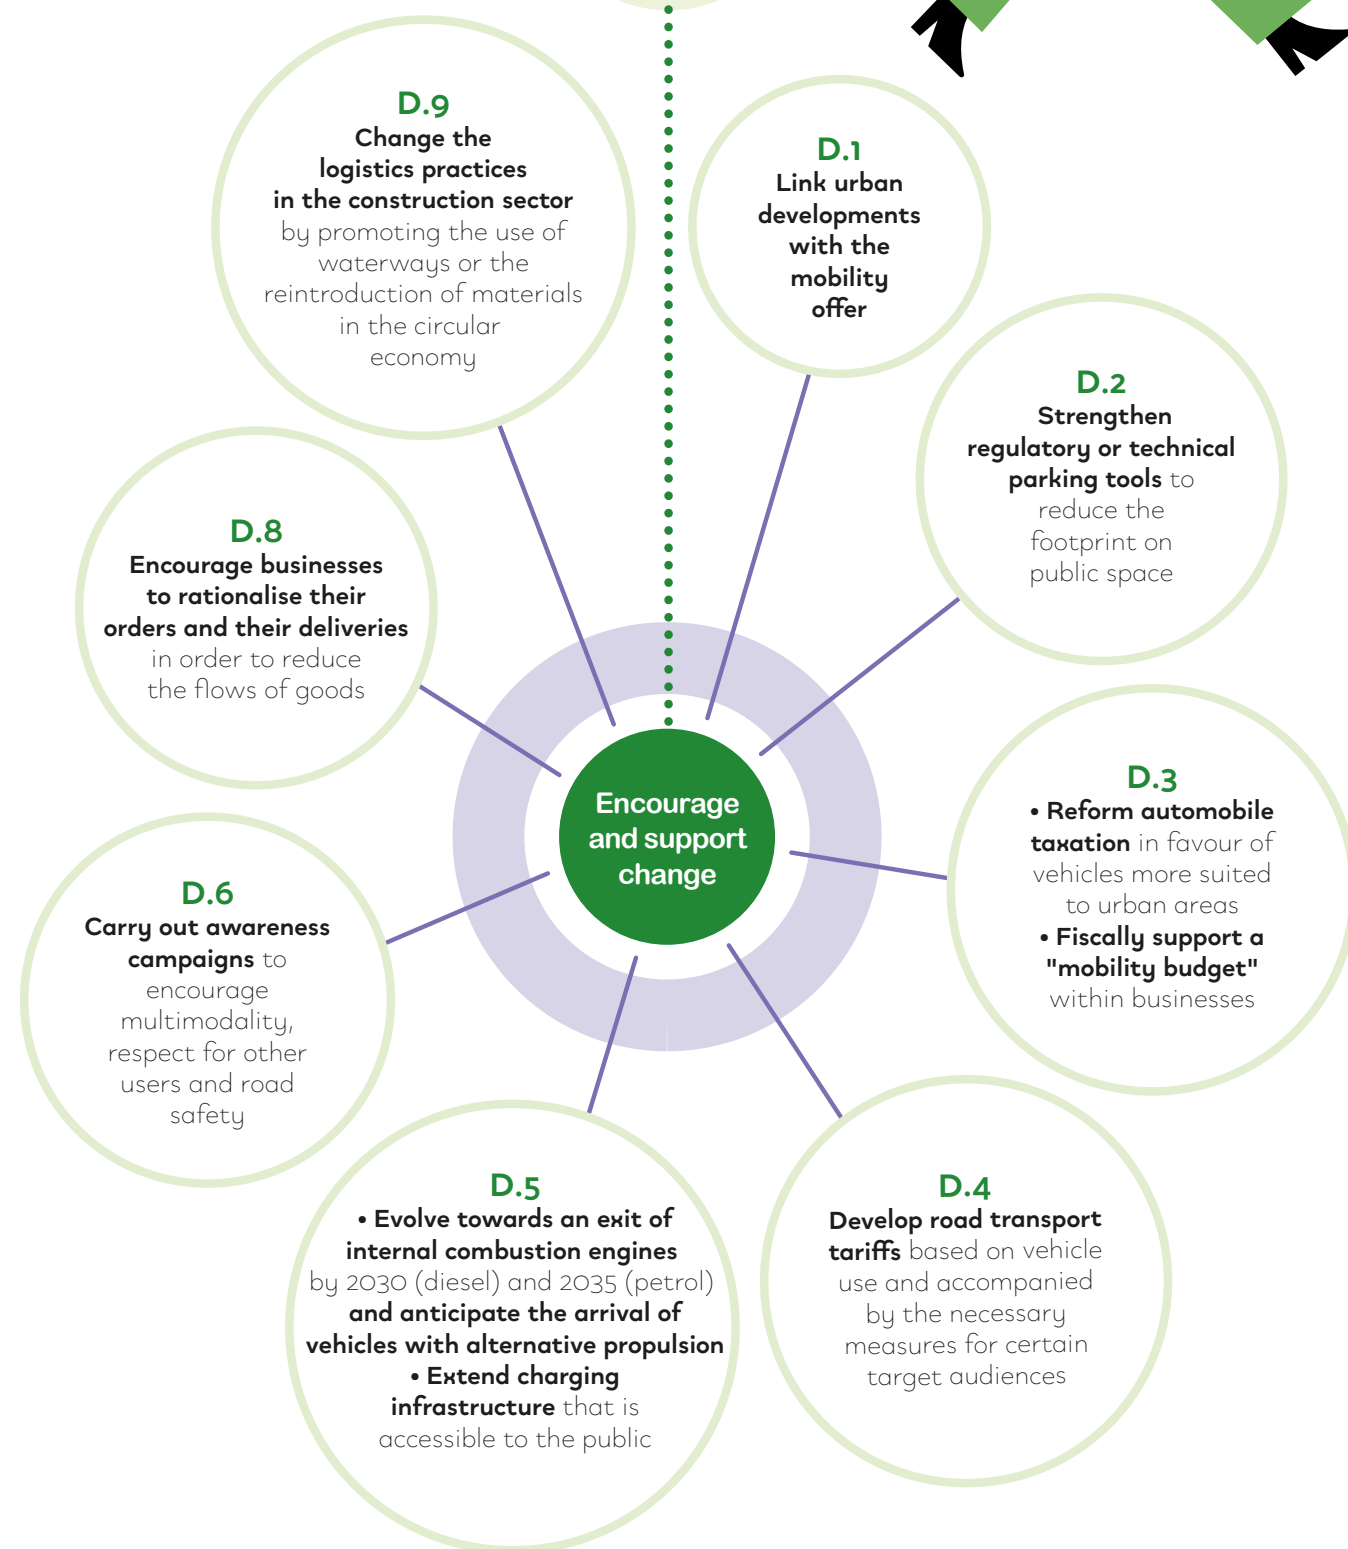 D.9
Change the
logistics practices
in the construction sector
by promoting the use of
waterways or the
reintroduction of materials
in the circular
economy
D.1
Link urban
developments
with the
mobility
offer
D.2
Strengthen
regulatory or technical
parking tools to
reduce the
footprint on
public space
D.8
Encourage businesses
to rationalise their
orders and their deliveries
in order to reduce
the flows of goods
D.3
• Reform automobile
taxation in favour of
vehicles more suited
to urban areas
• Fiscally support a
"mobility budget"
within businesses
Encourage
and support
change
D.6
Carry out awareness
campaigns to
encourage
multimodality,
respect for other
users and road
safety
D.5
• Evolve towards an exit of
internal combustion engines
by 2030 (diesel) and 2035 (petrol)
and anticipate the arrival of
vehicles with alternative propulsion
• Extend charging
infrastructure that is
accessible to the public
D.4
Develop road transport
tariffs based on vehicle
use and accompanied
by the necessary
measures for certain
target audiences